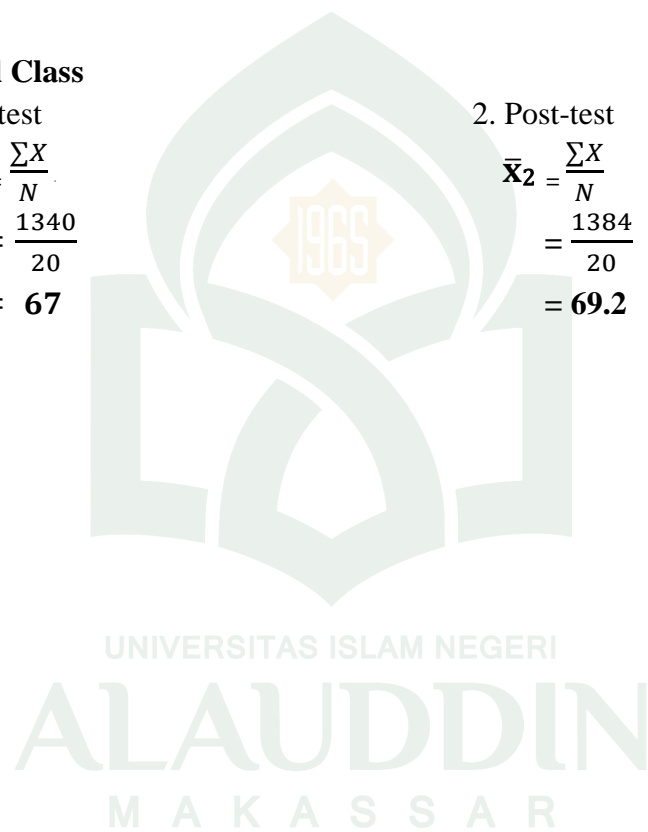 l Class
test
2. Post-test
= ∑X / N
x̄2 = ∑X / N
= 1340 / 20
= 1384 / 20
= 67
= 69.2
1965
UNIVERSITAS ISLAM NEGERI
ALAUDDIN
MAKASSAR